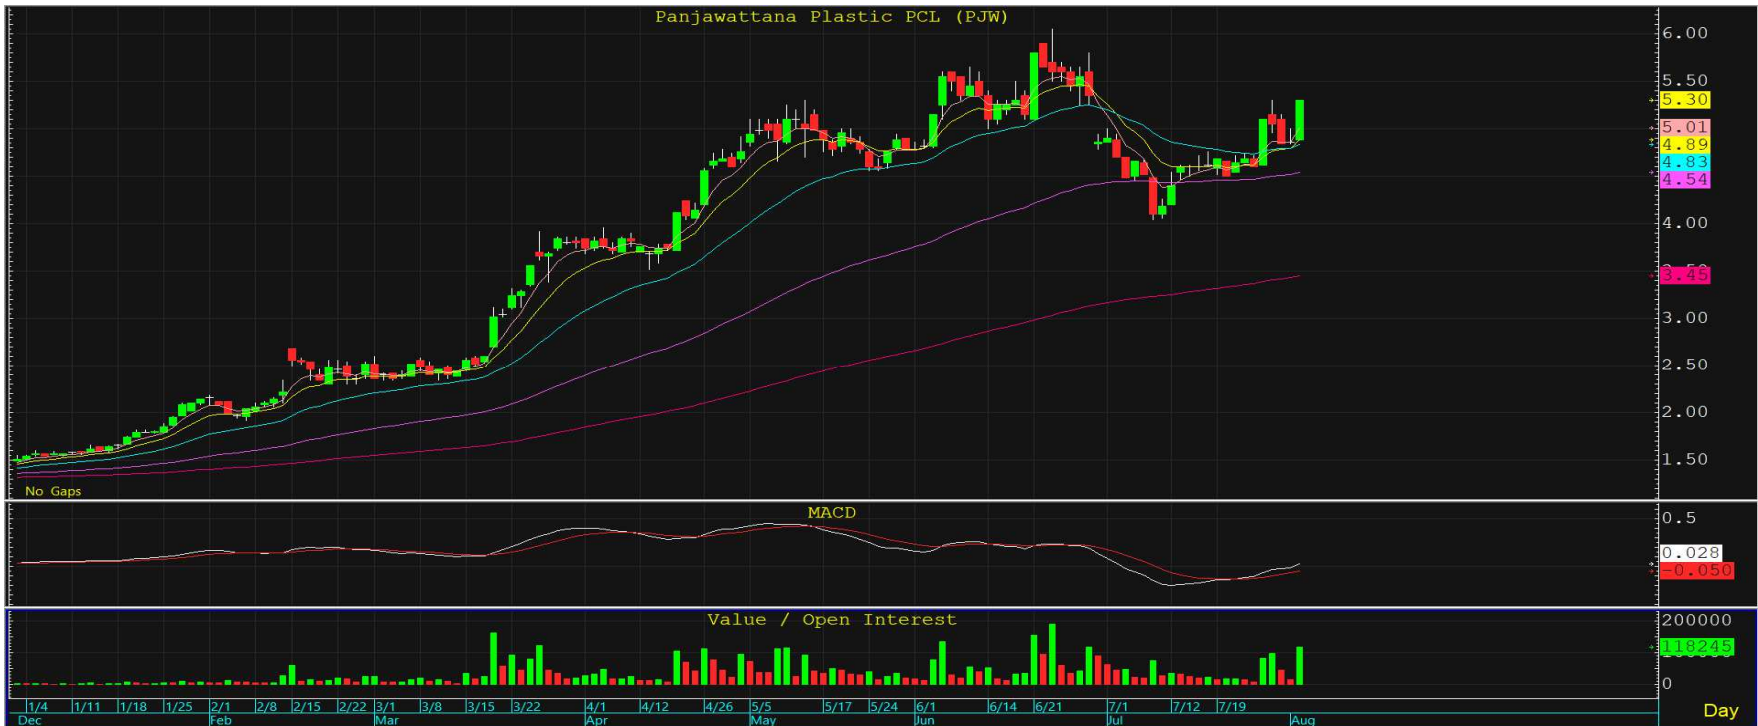 Panjawattana Plastic PCL (PJW)
6.00
5.50
5.30
5.01
4.89
4.83
4.54
4.00
3.45
3.00
2.50
2.00
1.50
No Gaps
MACD
0.5
0.028
-0.050
Value / Open Interest
200000
118245
0
1/4 1/11 1/18 1/25 2/1 2/8 2/15 2/22 3/1 3/8 3/15 3/22 4/1 4/12 4/26 5/5 5/17 5/24 6/1 6/14 6/21 7/1 7/12 7/19
Dec Feb Mar Apr May Jun Jul Aug
Day